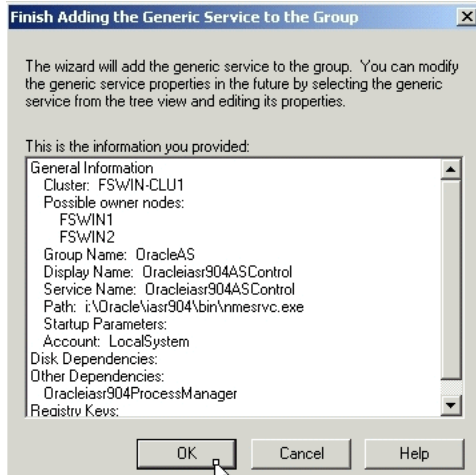 Finish Adding the Generic Service to the Group
The wizard will add the generic service to the group. You can modify
the generic service properties in the future by selecting the generic
service from the tree view and editing its properties.
This is the information you provided:
General Information
Cluster: FSWIN-CLU1
Possible owner nodes:
FSWIN1
FSWIN2
Group Name: OracleAS
Display Name: Oracleiasr904ASControl
Service Name: Oracleiasr904ASControl
Path: i:\Oracle\iasr904\bin\nmesrvc.exe
Startup Parameters:
Account: LocalSystem
Disk Dependencies:
Other Dependencies:
Oracleiasr904ProcessManager
Registry Keys:
OK Cancel Help